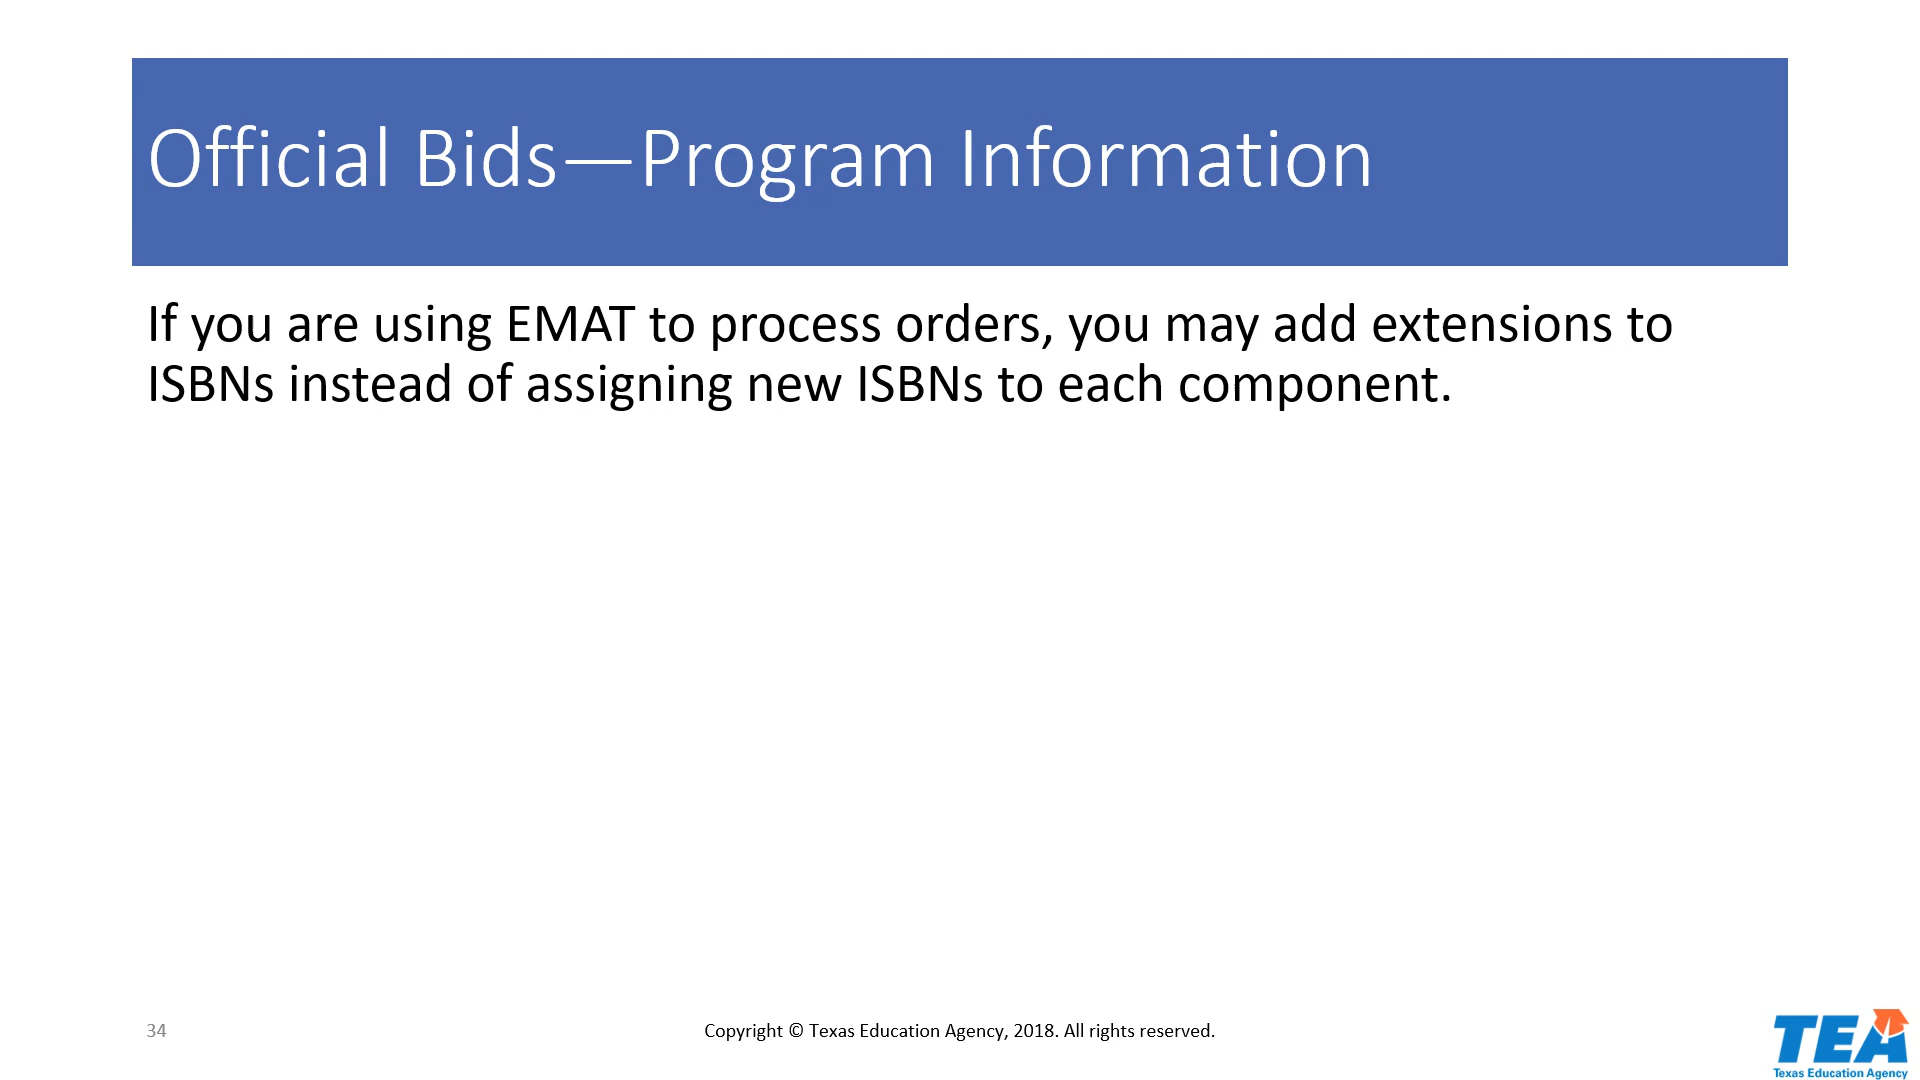 Official Bids—Program Information
If you are using EMAT to process orders, you may add extensions to
ISBNs instead of assigning new ISBNs to each component.
34
Copyright © Texas Education Agency, 2018. All rights reserved.
TEA
Texas Education Agency